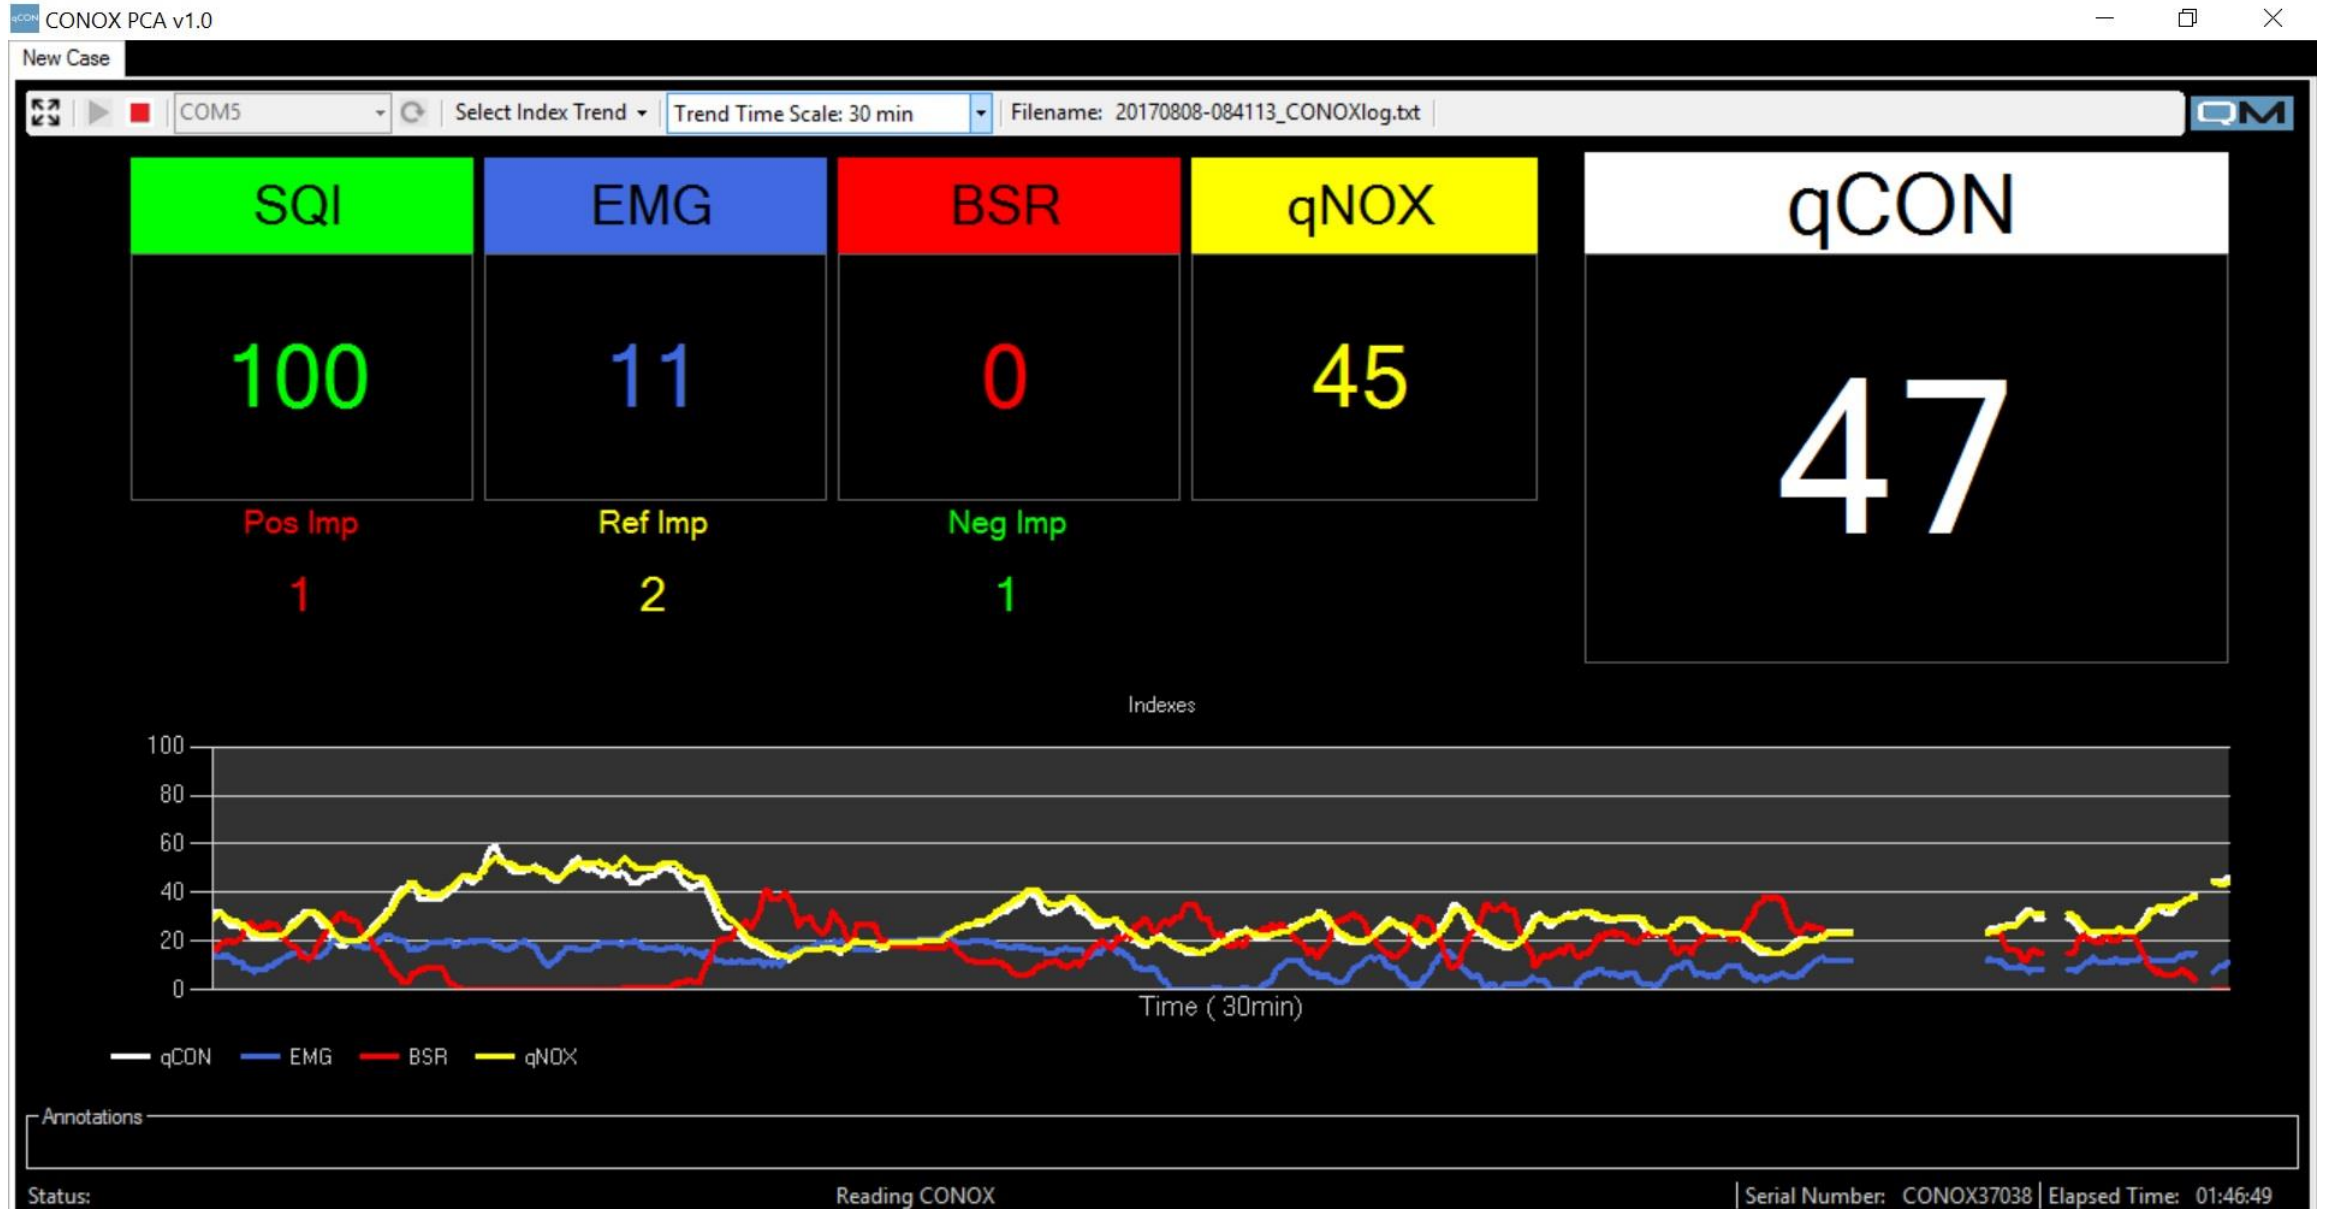 qCON CONOX PCA v1.0
New Case
COM5 Select Index Trend Trend Time Scale: 30 min Filename: 20170808-084113_CONOXlog.txt QM
SQI EMG BSR qNOX qCON
100 11 0 45 47
Pos Imp Ref Imp Neg Imp
1 2 1
Indexes
100
80
60
40
20
0
Time ( 30min)
qCON EMG BSR qNOX
Annotations
Status: Reading CONOX Serial Number: CONOX37038 Elapsed Time: 01:46:49